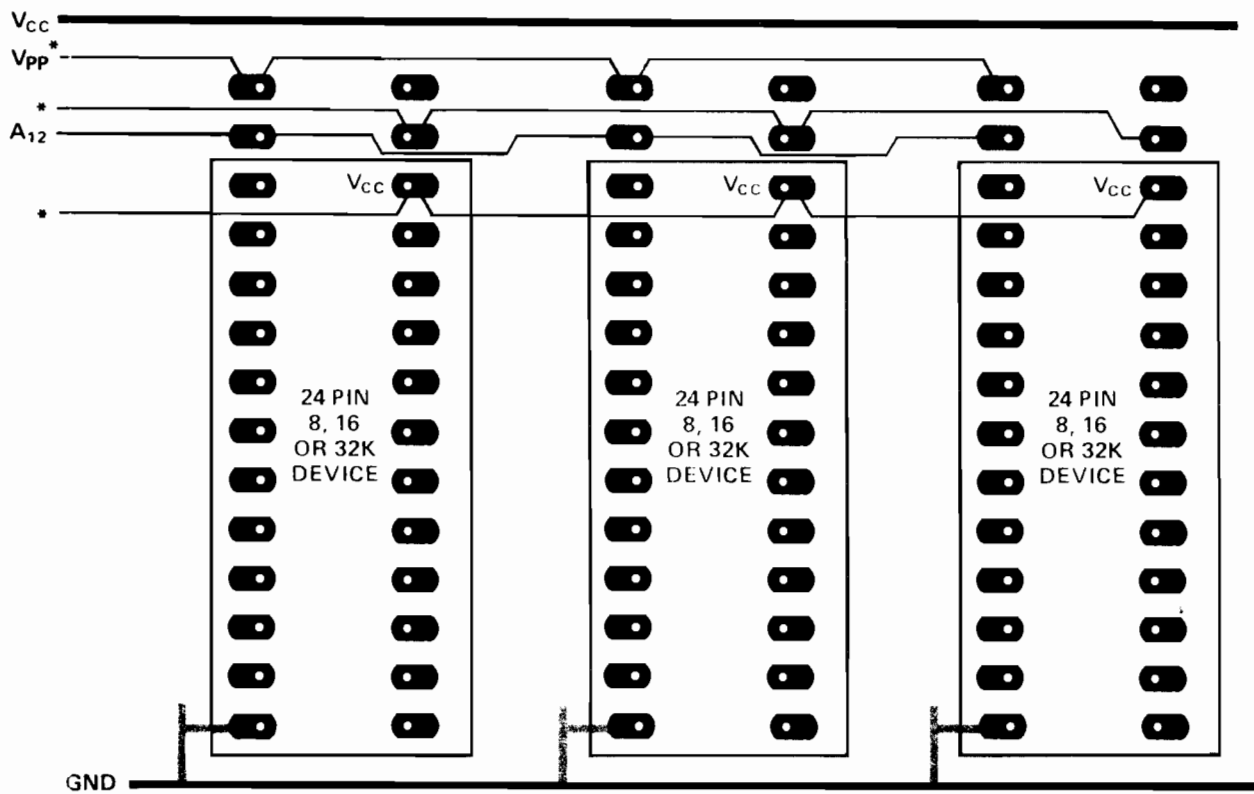 VCC
VPP*
*
A12
*
VCC
VCC
VCC
24 PIN
8, 16
OR 32K
DEVICE
24 PIN
8, 16
OR 32K
DEVICE
24 PIN
8, 16
OR 32K
DEVICE
GND